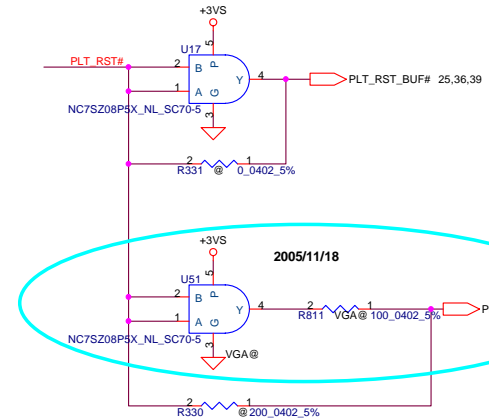 +3VS
U17
5
PLT_RST#
2 B P
Y 4 PLT_RST_BUF# 25,36,39
1 A G
3
NC7SZ08P5X_NL_SC70-5
2 1
R331 @ 0_0402_5%
+3VS
2005/11/18
U51
5
2 B P
Y 4 2 1 P
1 A G
R811 VGA@ 100_0402_5%
3
NC7SZ08P5X_NL_SC70-5
VGA@
2 1
R330 @ 200_0402_5%